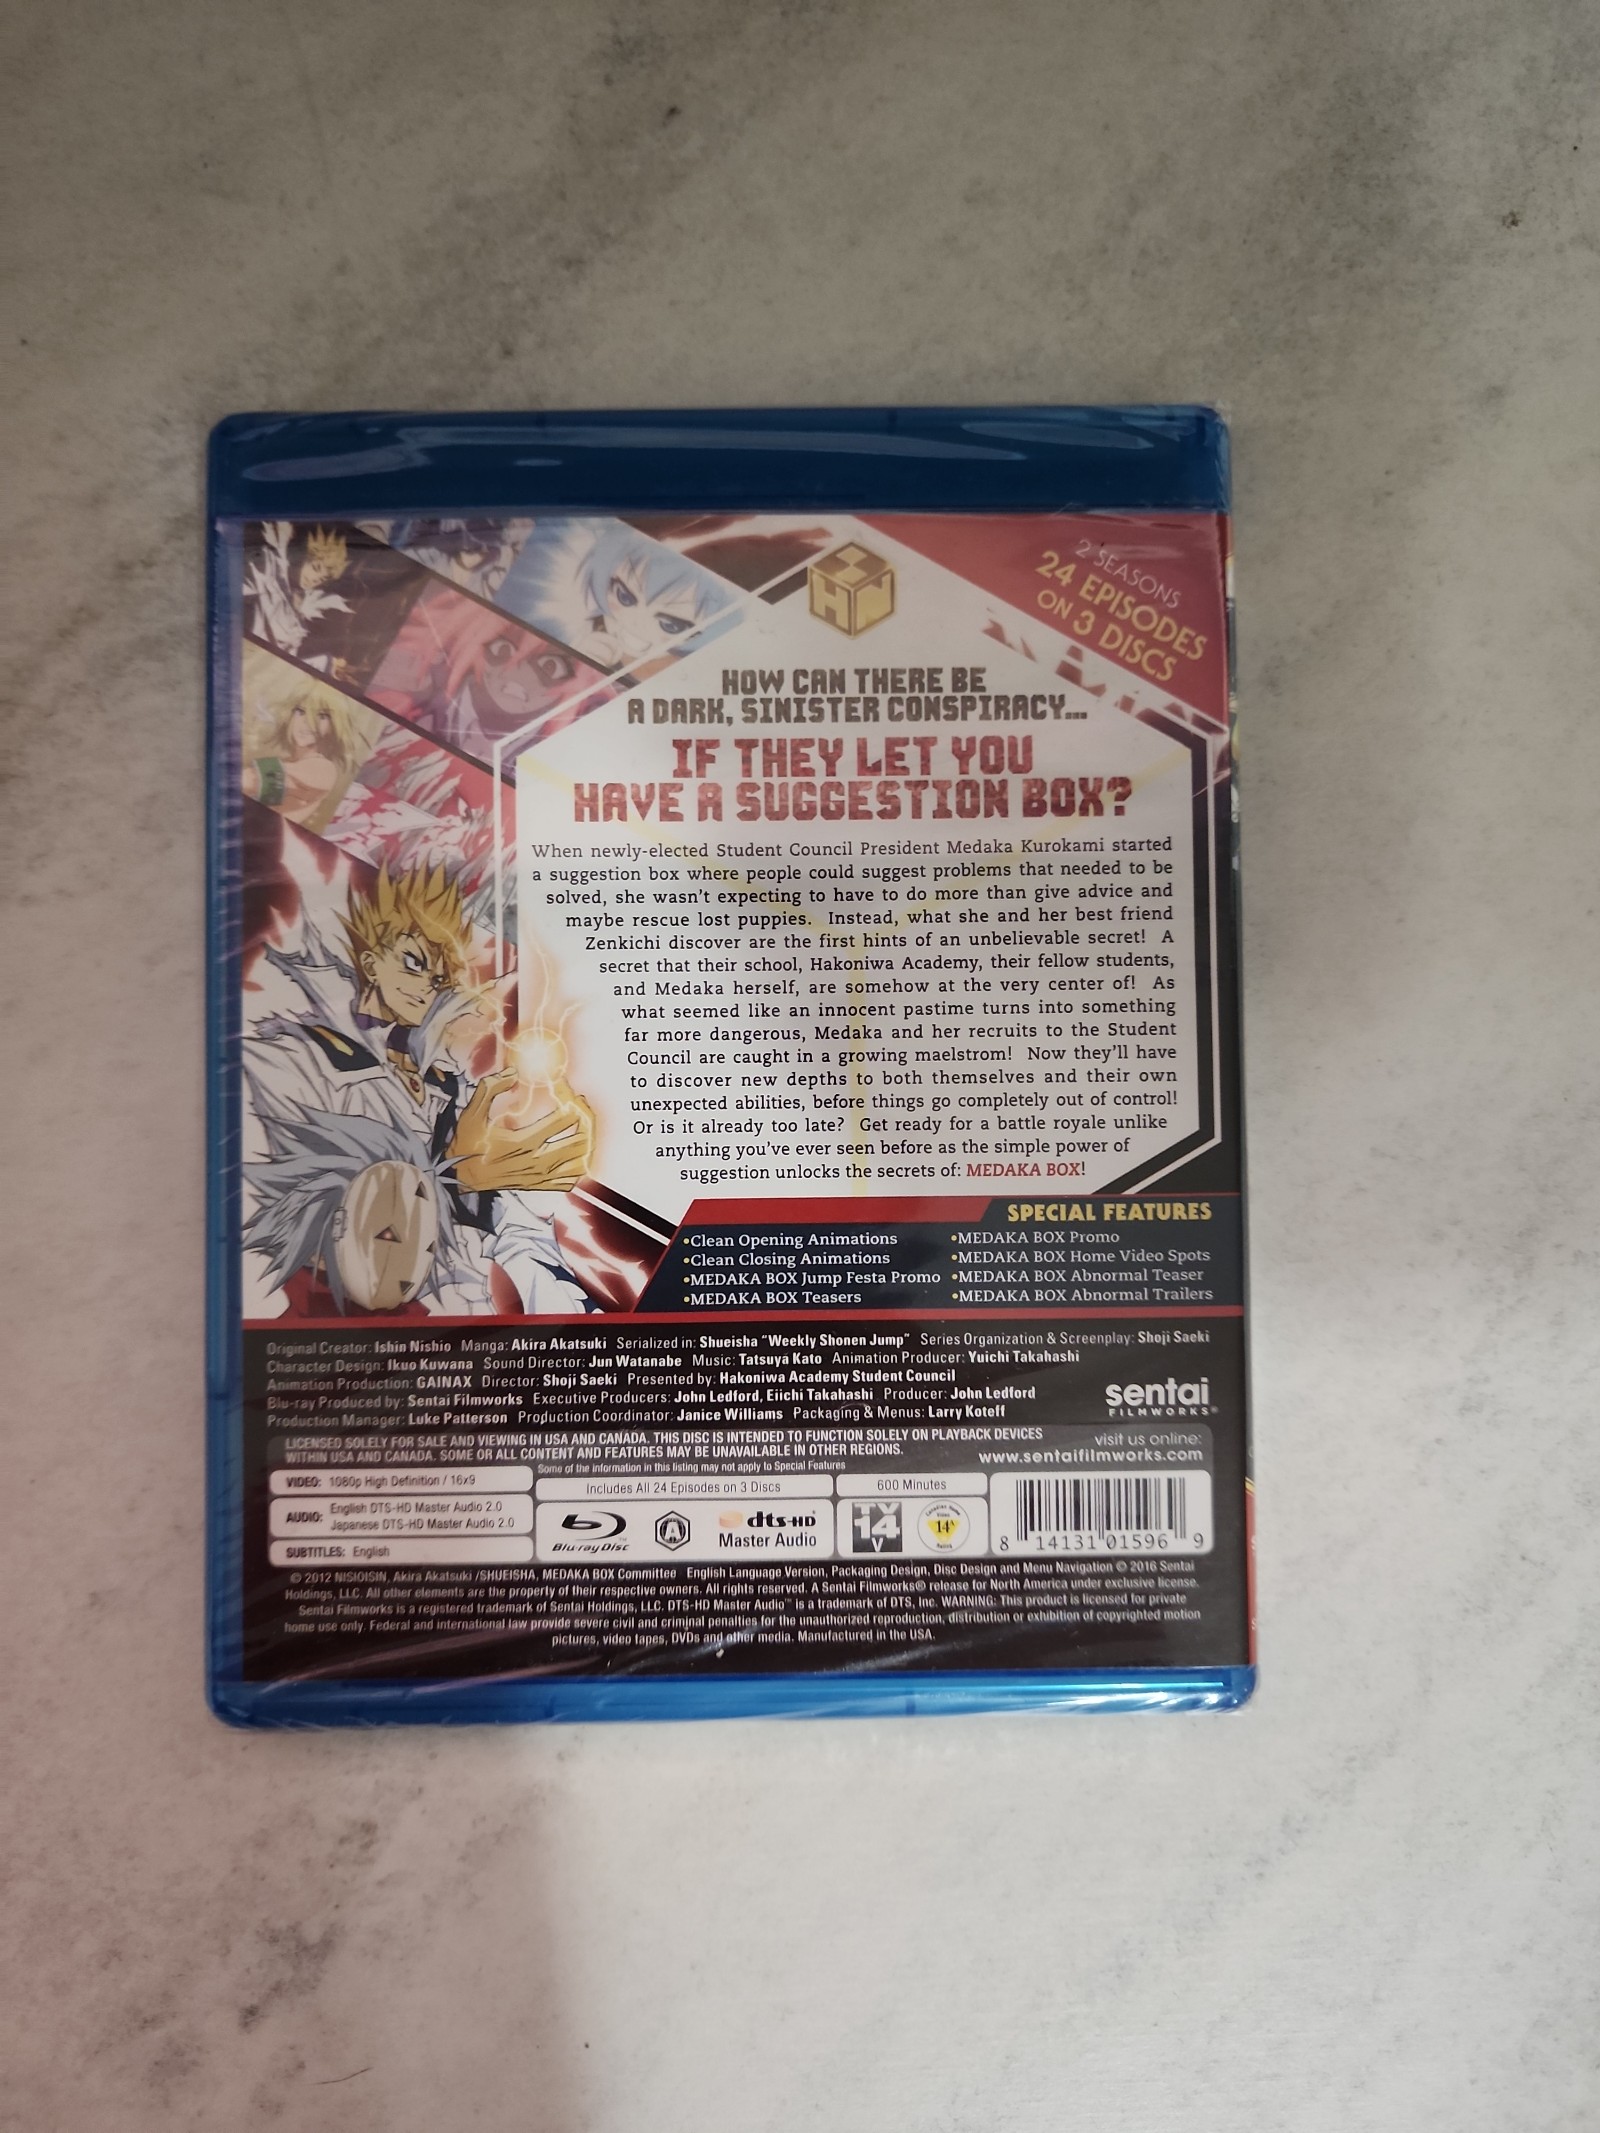 2 SEASONS
24 EPISODES
ON 3 DISCS
HOW CAN THERE BE
A DARK, SINISTER CONSPIRACY...
IF THEY LET YOU
HAVE A SUGGESTION BOX?
When newly-elected Student Council President Medaka Kurokami started
a suggestion box where people could suggest problems that needed to be
solved, she wasn't expecting to have to do more than give advice and
maybe rescue lost puppies. Instead, what she and her best friend
Zenkichi discover are the first hints of an unbelievable secret! A
secret that their school, Hakoniwa Academy, their fellow students,
and Medaka herself, are somehow at the very center of! As
what seemed like an innocent pastime turns into something
far more dangerous, Medaka and her recruits to the Student
Council are caught in a growing maelstrom! Now they'll have
to discover new depths to both themselves and their own
unexpected abilities, before things go completely out of control!
Or is it already too late? Get ready for a battle royale unlike
anything you've ever seen before as the simple power of
suggestion unlocks the secrets of: MEDAKA BOX!
SPECIAL FEATURES
•Clean Opening Animations
•Clean Closing Animations
•MEDAKA BOX Jump Festa Promo
•MEDAKA BOX Teasers
•MEDAKA BOX Promo
•MEDAKA BOX Home Video Spots
•MEDAKA BOX Abnormal Teaser
•MEDAKA BOX Abnormal Trailers
Original Creator: Ishin Nishio Manga: Akira Akatsuki Serialized in: Shueisha "Weekly Shonen Jump" Series Organization & Screenplay: Shoji Saeki
Character Design: Ikuo Kuwana Sound Director: Jun Watanabe Music: Tatsuya Kato Animation Producer: Yuichi Takahashi
Animation Production: GAINAX Director: Shoji Saeki Presented by: Hakoniwa Academy Student Council
Blu-ray Produced by: Sentai Filmworks Executive Producers: John Ledford, Eiichi Takahashi Producer: John Ledford
Production Manager: Luke Patterson Production Coordinator: Janice Williams Packaging & Menus: Larry Koteff
sentai
FILMWORKS®
LICENSED SOLELY FOR SALE AND VIEWING IN USA AND CANADA. THIS DISC IS INTENDED TO FUNCTION SOLELY ON PLAYBACK DEVICES
WITHIN USA AND CANADA. SOME OR ALL CONTENT AND FEATURES MAY BE UNAVAILABLE IN OTHER REGIONS.
visit us online:
www.sentaifilmworks.com
Some of the information in this listing may not apply to Special Features
VIDEO: 1080p High Definition / 16x9
AUDIO: English DTS-HD Master Audio 2.0
Japanese DTS-HD Master Audio 2.0
SUBTITLES: English
Includes All 24 Episodes on 3 Discs
Blu-ray Disc
A
dts-HD
Master Audio
600 Minutes
TV
14
V
14A
8 14131 01596 9
© 2012 NISIOISIN, Akira Akatsuki /SHUEISHA, MEDAKA BOX Committee English Language Version, Packaging Design, Disc Design and Menu Navigation © 2016 Sentai
Holdings, LLC. All other elements are the property of their respective owners. All rights reserved. A Sentai Filmworks® release for North America under exclusive license.
Sentai Filmworks is a registered trademark of Sentai Holdings, LLC. DTS-HD Master Audio™ is a trademark of DTS, Inc. WARNING: This product is licensed for private
home use only. Federal and international law provide severe civil and criminal penalties for the unauthorized reproduction, distribution or exhibition of copyrighted motion
pictures, video tapes, DVDs and other media. Manufactured in the USA.